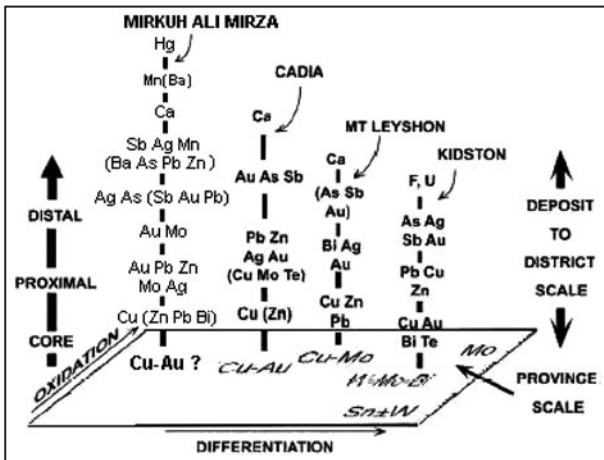 MIRKUH ALI MIRZA
Hg
Mn(Ba)
Ca
Sb Ag Mn
(Ba As Pb Zn)
Ag As (Sb Au Pb)
Au Mo
Au Pb Zn
Mo Ag
Cu (Zn Pb Bi)
Cu-Au ?
CADIA
Ca
Au As Sb
Pb Zn
Ag Au
(Cu Mo Te)
Cu (Zn)
Cu-Au
MT LEYSHON
Ca
(As Sb
Au)
Bi Ag
Au
Cu Zn
Pb
Cu-Mo
KIDSTON
F, U
As Ag
Sb Au
Pb Cu
Zn
Cu Au
Bi Te
W-Mo-Bi
Mo
Sn±W
DISTAL
PROXIMAL
CORE
OXIDATION
DIFFERENTIATION
DEPOSIT
TO
DISTRICT
SCALE
PROVINCE
SCALE